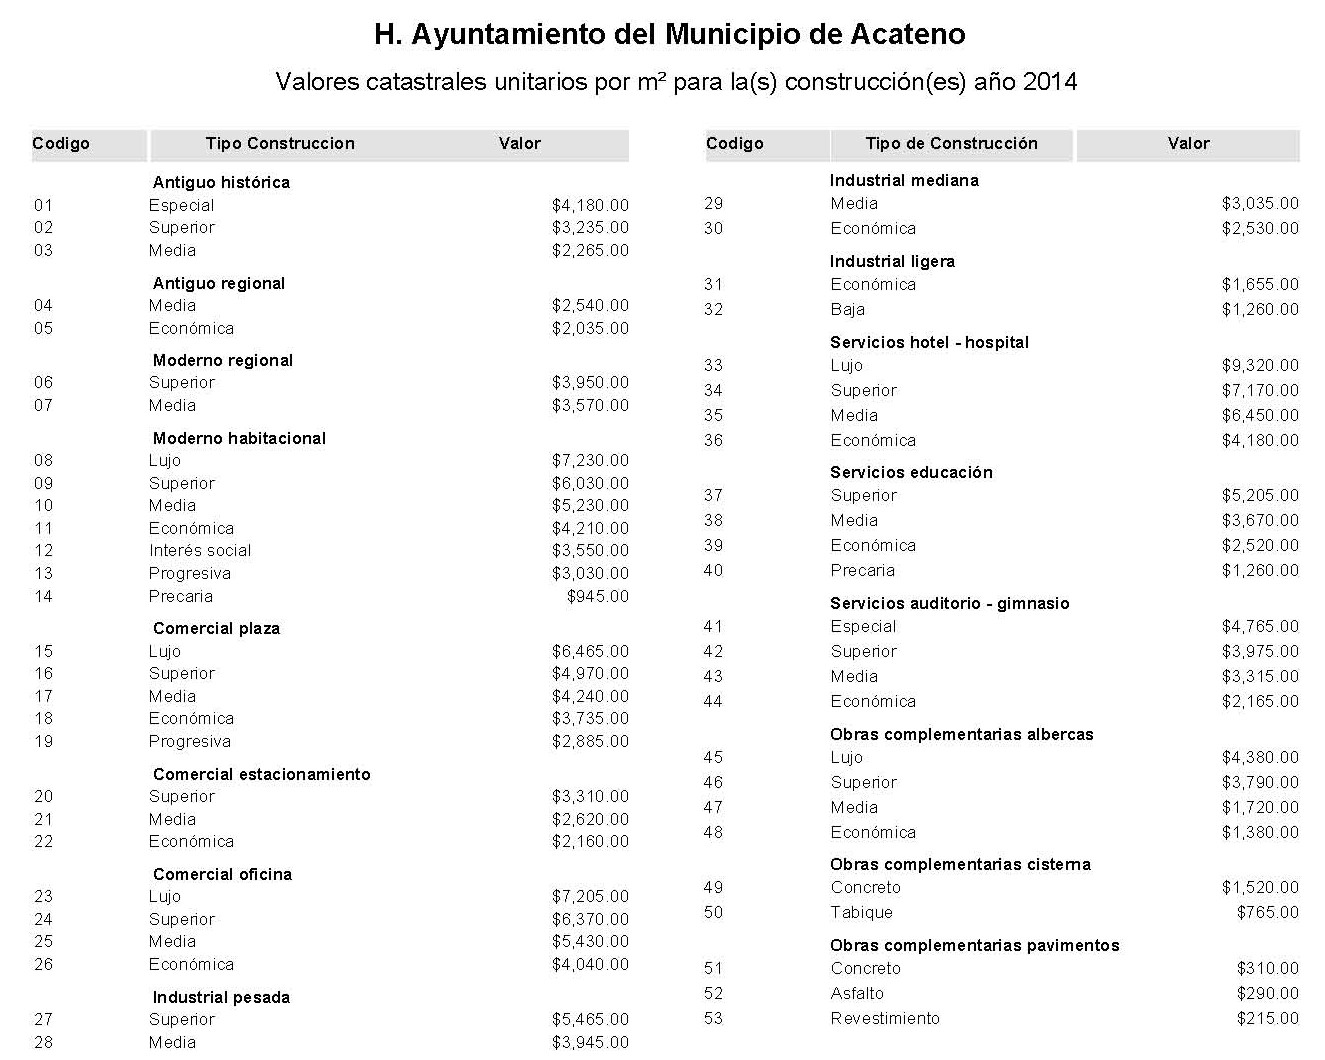 H. Ayuntamiento del Municipio de Acateno
Valores catastrales unitarios por m² para la(s) construcción(es) año 2014
Codigo Tipo Construccion Valor
Antiguo histórica
01 Especial $4,180.00
02 Superior $3,235.00
03 Media $2,265.00
Antiguo regional
04 Media $2,540.00
05 Económica $2,035.00
Moderno regional
06 Superior $3,950.00
07 Media $3,570.00
Moderno habitacional
08 Lujo $7,230.00
09 Superior $6,030.00
10 Media $5,230.00
11 Económica $4,210.00
12 Interés social $3,550.00
13 Progresiva $3,030.00
14 Precaria $945.00
Comercial plaza
15 Lujo $6,465.00
16 Superior $4,970.00
17 Media $4,240.00
18 Económica $3,735.00
19 Progresiva $2,885.00
Comercial estacionamiento
20 Superior $3,310.00
21 Media $2,620.00
22 Económica $2,160.00
Comercial oficina
23 Lujo $7,205.00
24 Superior $6,370.00
25 Media $5,430.00
26 Económica $4,040.00
Industrial pesada
27 Superior $5,465.00
28 Media $3,945.00
Codigo Tipo de Construcción Valor
Industrial mediana
29 Media $3,035.00
30 Económica $2,530.00
Industrial ligera
31 Económica $1,655.00
32 Baja $1,260.00
Servicios hotel - hospital
33 Lujo $9,320.00
34 Superior $7,170.00
35 Media $6,450.00
36 Económica $4,180.00
Servicios educación
37 Superior $5,205.00
38 Media $3,670.00
39 Económica $2,520.00
40 Precaria $1,260.00
Servicios auditorio - gimnasio
41 Especial $4,765.00
42 Superior $3,975.00
43 Media $3,315.00
44 Económica $2,165.00
Obras complementarias albercas
45 Lujo $4,380.00
46 Superior $3,790.00
47 Media $1,720.00
48 Económica $1,380.00
Obras complementarias cisterna
49 Concreto $1,520.00
50 Tabique $765.00
Obras complementarias pavimentos
51 Concreto $310.00
52 Asfalto $290.00
53 Revestimiento $215.00